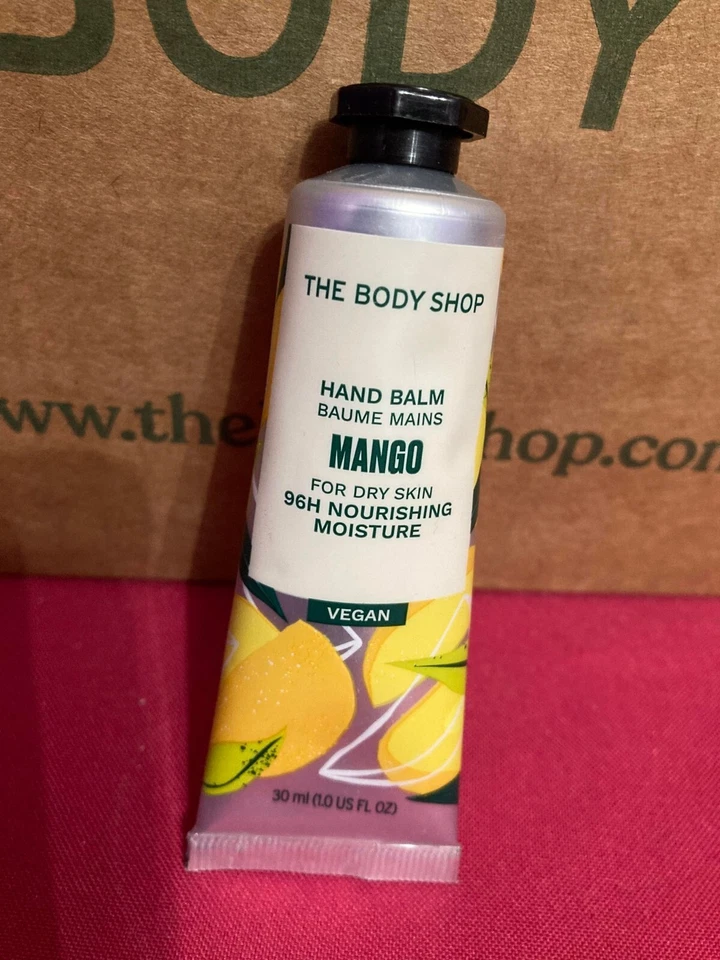 BODY
THE BODY SHOP
HAND BALM
BAUME MAINS
MANGO
FOR DRY SKIN
96H NOURISHING
MOISTURE
www.the hop.com
VEGAN
30 ml (1.0 US FL OZ)